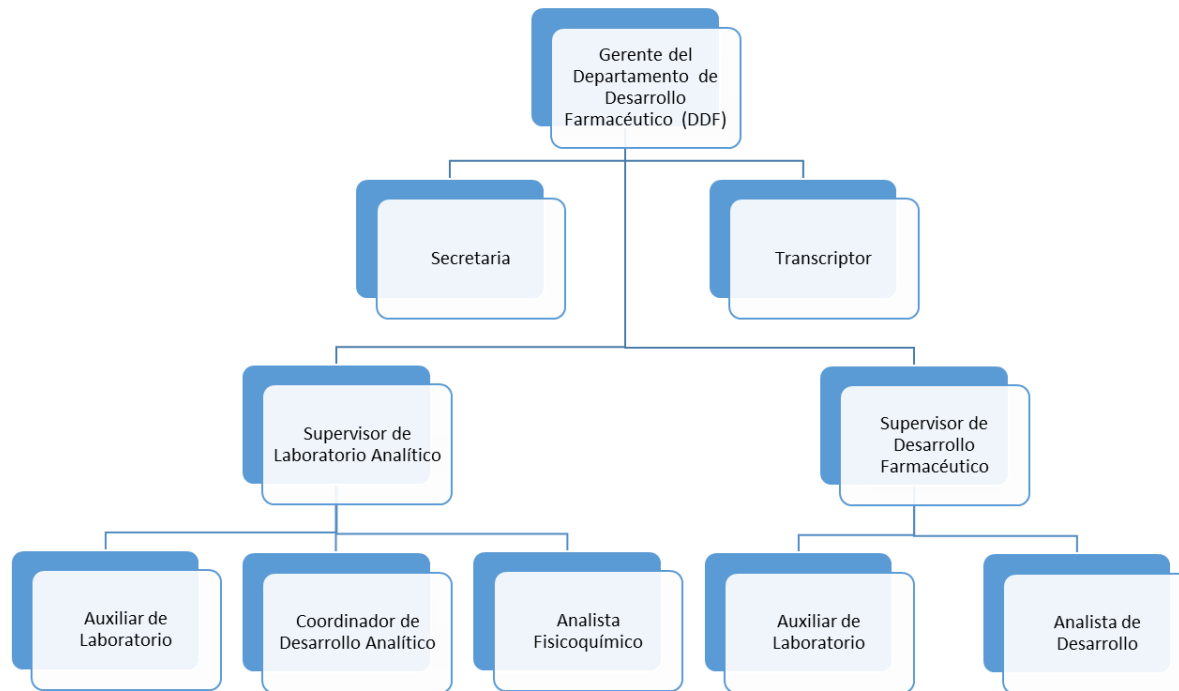 Gerente del
Departamento de
Desarrollo
Farmacéutico (DDF)
Secretaria
Transcriptor
Supervisor de
Laboratorio Analítico
Supervisor de
Desarrollo
Farmacéutico
Auxiliar de
Laboratorio
Coordinador de
Desarrollo Analítico
Analista
Fisicoquímico
Auxiliar de
Laboratorio
Analista de
Desarrollo